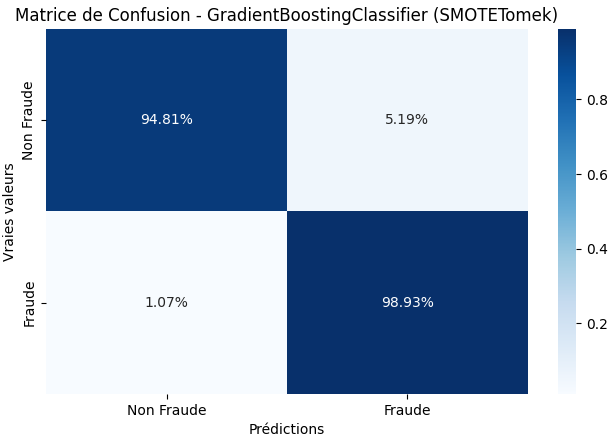 Matrice de Confusion - GradientBoostingClassifier (SMOTETomek)
Vraies valeurs
Non Fraude
94.81%
5.19%
Fraude
1.07%
98.93%
Non Fraude
Fraude
Prédictions
0.8
0.6
0.4
0.2